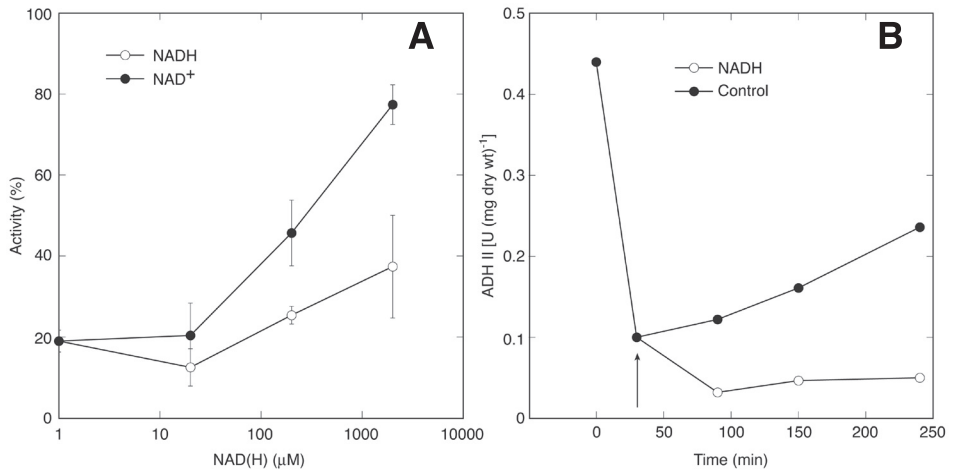 A
NADH
NAD+
100
80
60
40
20
0
Activity (%)
1
10
100
1000
10000
NAD(H) (μM)
B
NADH
Control
0.5
0.4
0.3
0.2
0.1
0
ADH II [U (mg dry wt)-1]
0
50
100
150
200
250
Time (min)